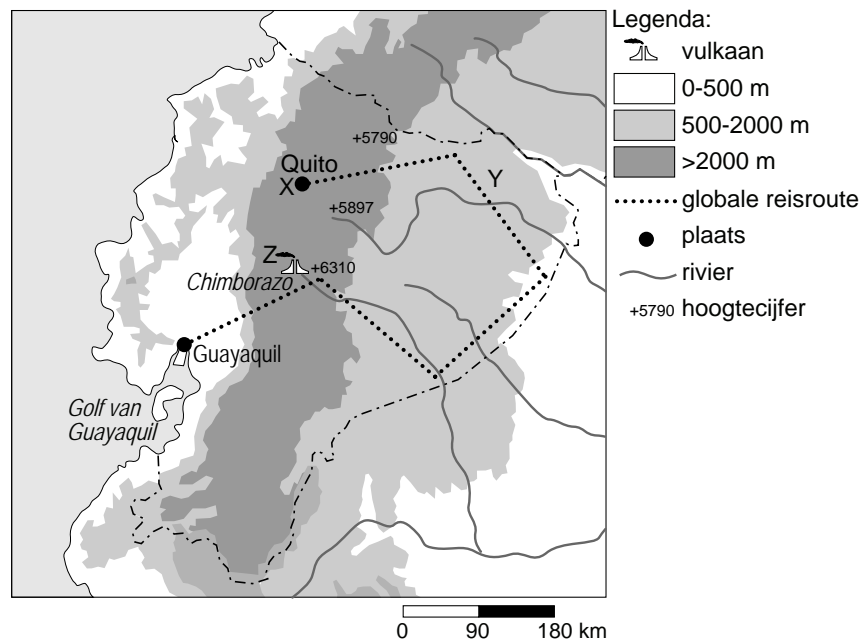 +5790
Quito
X
Y
+5897
Z
+6310
Chimborazo
Guayaquil
Golf van
Guayaquil
Legenda:
vulkaan
0-500 m
500-2000 m
>2000 m
globale reisroute
plaats
rivier
+5790 hoogtecijfer
0 90 180 km